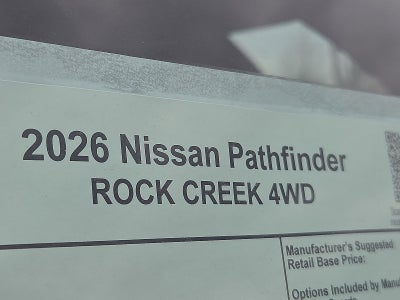 2026 Nissan Pathfinder
ROCK CREEK 4WD
Manufacturer's Suggested
Retail Base Price:
Options Included by Manu